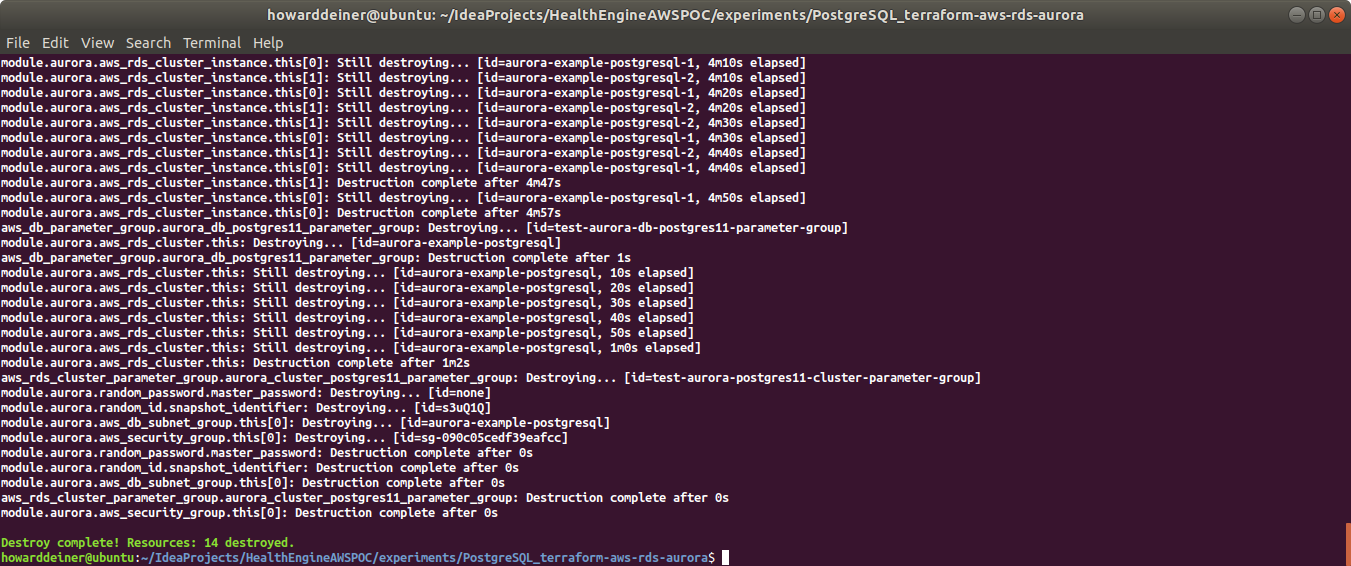 howarddeiner@ubuntu: ~/IdeaProjects/HealthEngineAWSPOC/experiments/PostgreSQL_terraform-aws-rds-aurora
File Edit View Search Terminal Help
module.aurora.aws_rds_cluster_instance.this[0]: Still destroying... [id=aurora-example-postgresql-1, 4m10s elapsed]
module.aurora.aws_rds_cluster_instance.this[1]: Still destroying... [id=aurora-example-postgresql-2, 4m10s elapsed]
module.aurora.aws_rds_cluster_instance.this[0]: Still destroying... [id=aurora-example-postgresql-1, 4m20s elapsed]
module.aurora.aws_rds_cluster_instance.this[1]: Still destroying... [id=aurora-example-postgresql-2, 4m20s elapsed]
module.aurora.aws_rds_cluster_instance.this[1]: Still destroying... [id=aurora-example-postgresql-2, 4m30s elapsed]
module.aurora.aws_rds_cluster_instance.this[0]: Still destroying... [id=aurora-example-postgresql-1, 4m30s elapsed]
module.aurora.aws_rds_cluster_instance.this[1]: Still destroying... [id=aurora-example-postgresql-2, 4m40s elapsed]
module.aurora.aws_rds_cluster_instance.this[0]: Still destroying... [id=aurora-example-postgresql-1, 4m40s elapsed]
module.aurora.aws_rds_cluster_instance.this[1]: Destruction complete after 4m47s
module.aurora.aws_rds_cluster_instance.this[0]: Still destroying... [id=aurora-example-postgresql-1, 4m50s elapsed]
module.aurora.aws_rds_cluster_instance.this[0]: Destruction complete after 4m57s
aws_db_parameter_group.aurora_db_postgres11_parameter_group: Destroying... [id=test-aurora-db-postgres11-parameter-group]
module.aurora.aws_rds_cluster.this: Destroying... [id=aurora-example-postgresql]
aws_db_parameter_group.aurora_db_postgres11_parameter_group: Destruction complete after 1s
module.aurora.aws_rds_cluster.this: Still destroying... [id=aurora-example-postgresql, 10s elapsed]
module.aurora.aws_rds_cluster.this: Still destroying... [id=aurora-example-postgresql, 20s elapsed]
module.aurora.aws_rds_cluster.this: Still destroying... [id=aurora-example-postgresql, 30s elapsed]
module.aurora.aws_rds_cluster.this: Still destroying... [id=aurora-example-postgresql, 40s elapsed]
module.aurora.aws_rds_cluster.this: Still destroying... [id=aurora-example-postgresql, 50s elapsed]
module.aurora.aws_rds_cluster.this: Still destroying... [id=aurora-example-postgresql, 1m0s elapsed]
module.aurora.aws_rds_cluster.this: Destruction complete after 1m2s
aws_rds_cluster_parameter_group.aurora_cluster_postgres11_parameter_group: Destroying... [id=test-aurora-postgres11-cluster-parameter-group]
module.aurora.random_password.master_password: Destroying... [id=none]
module.aurora.random_id.snapshot_identifier: Destroying... [id=s3uQ1Q]
module.aurora.aws_db_subnet_group.this[0]: Destroying... [id=aurora-example-postgresql]
module.aurora.aws_security_group.this[0]: Destroying... [id=sg-090c05cedf39eafcc]
module.aurora.random_password.master_password: Destruction complete after 0s
module.aurora.random_id.snapshot_identifier: Destruction complete after 0s
module.aurora.aws_db_subnet_group.this[0]: Destruction complete after 0s
aws_rds_cluster_parameter_group.aurora_cluster_postgres11_parameter_group: Destruction complete after 0s
module.aurora.aws_security_group.this[0]: Destruction complete after 0s
Destroy complete! Resources: 14 destroyed.
howarddeiner@ubuntu:~/IdeaProjects/HealthEngineAWSPOC/experiments/PostgreSQL_terraform-aws-rds-aurora$